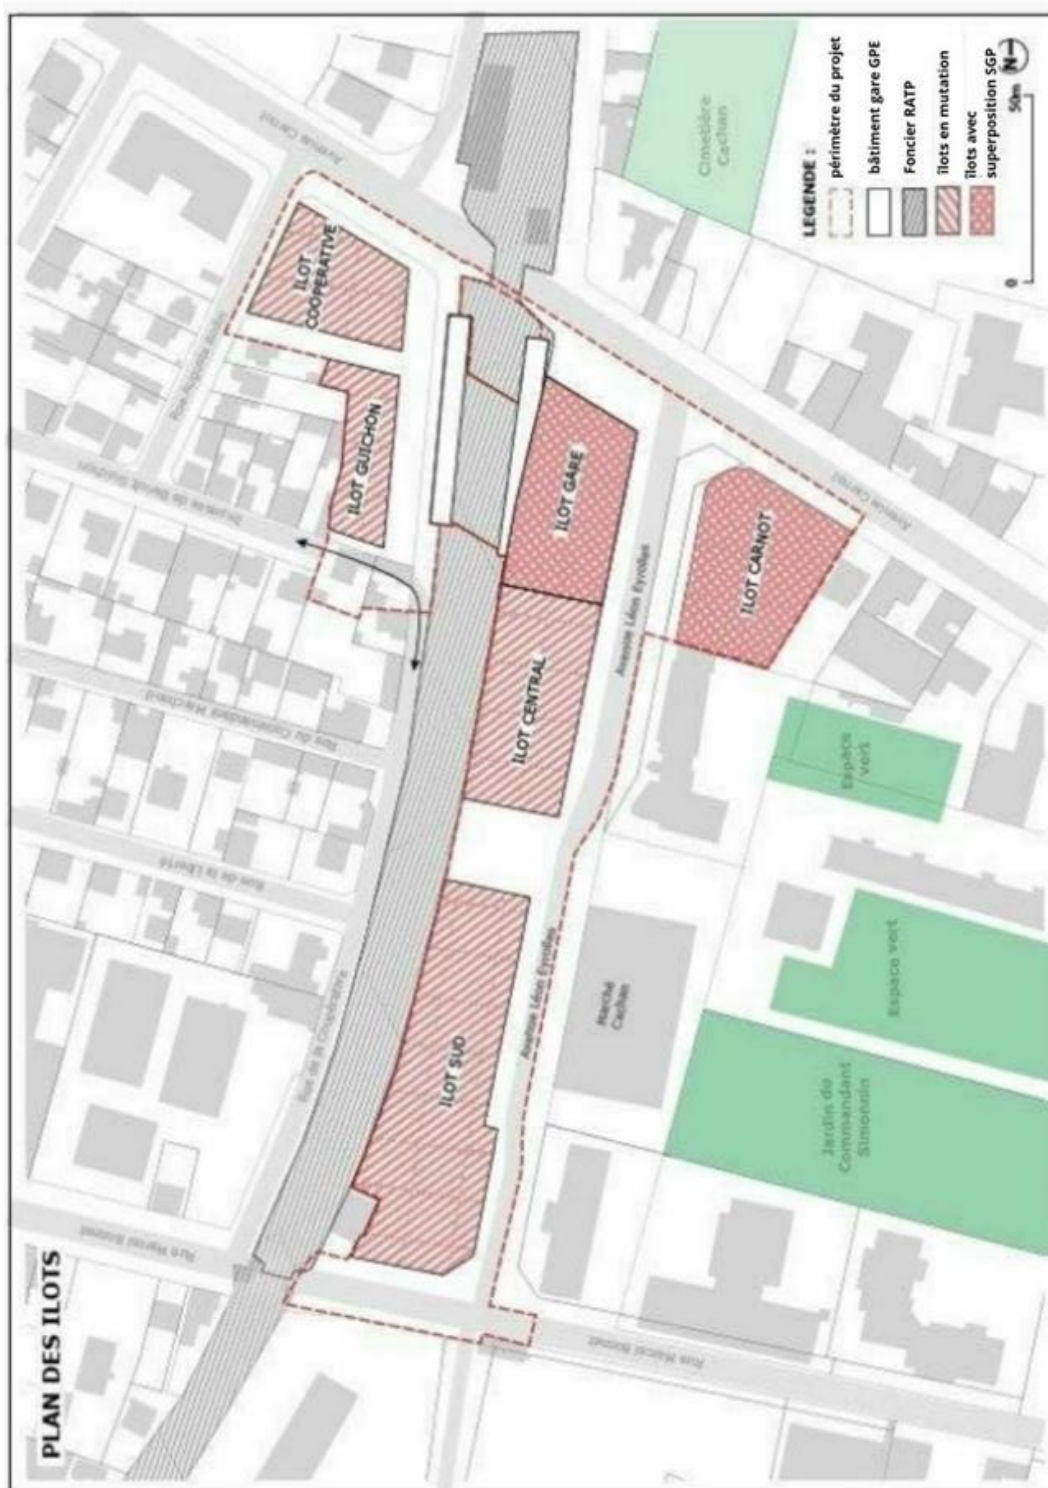 PLAN DES ILOTS
LEGENDE :
périmètre du projet
bâtiment gare GPE
Foncier RATP
îlots en mutation
îlots avec
superposition SGP
0
50m
N
ILOT
COOPERATIVE
ILOT GUICHON
ILOT GARE
ILOT CENTRAL
ILOT CARNOT
ILOT SUD
Avenue Carnot
Avenue Carnot
Cimetière
Cachan
Rue du Commandant Marchand
Rue de la Liberté
Rue de la Coopérative
Rue Marcel Bonnet
Rue Marcel Bonnet
Avenue Léon Eyrolles
Avenue Léon Eyrolles
Marché
Cachan
Espace
vert
Espace vert
Jardin du
Commandant
Simonnin